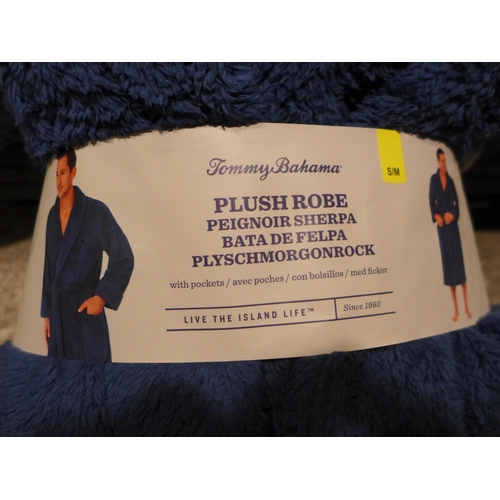 Tommy Bahama
S/M
PLUSH ROBE
PEIGNOIR SHERPA
BATA DE FELPA
PLYSCHMORGONROCK
with pockets / avec poches / con bolsillos / med fickor
LIVE THE ISLAND LIFE™
Since 1993